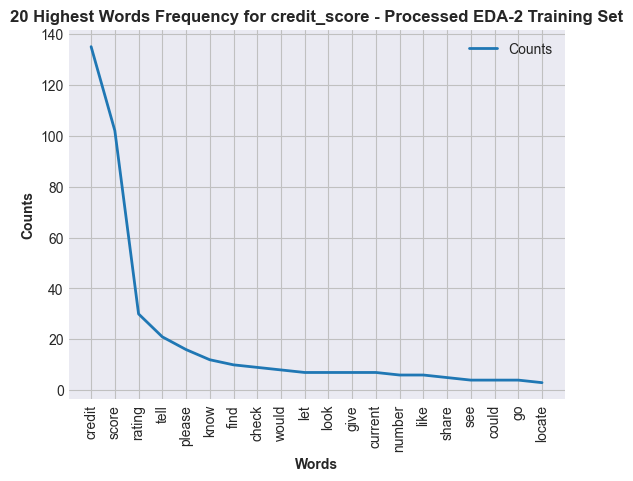 20 Highest Words Frequency for credit_score - Processed EDA-2 Training Set
Counts
140
120
100
80
60
40
20
0
Counts
credit
score
rating
tell
please
know
find
check
would
let
look
give
current
number
like
share
see
could
go
locate
Words